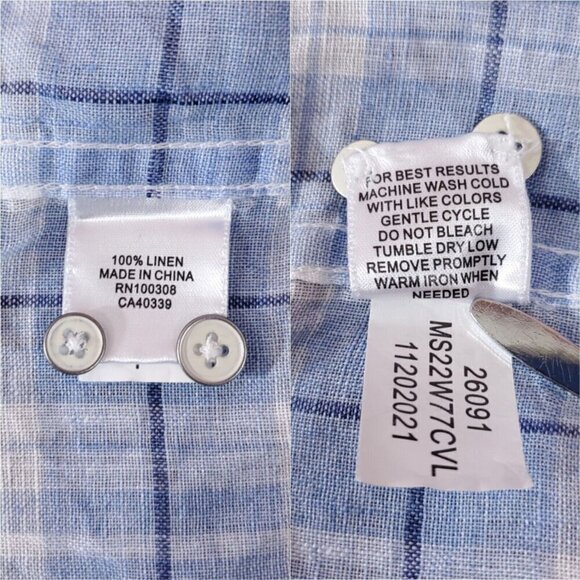 100% LINEN
MADE IN CHINA
RN100308
CA40339
FOR BEST RESULTS
MACHINE WASH COLD
WITH LIKE COLORS
GENTLE CYCLE
DO NOT BLEACH
TUMBLE DRY LOW
REMOVE PROMPTLY
WARM IRON WHEN
NEEDED
26091
MS22W77CVL
11202021